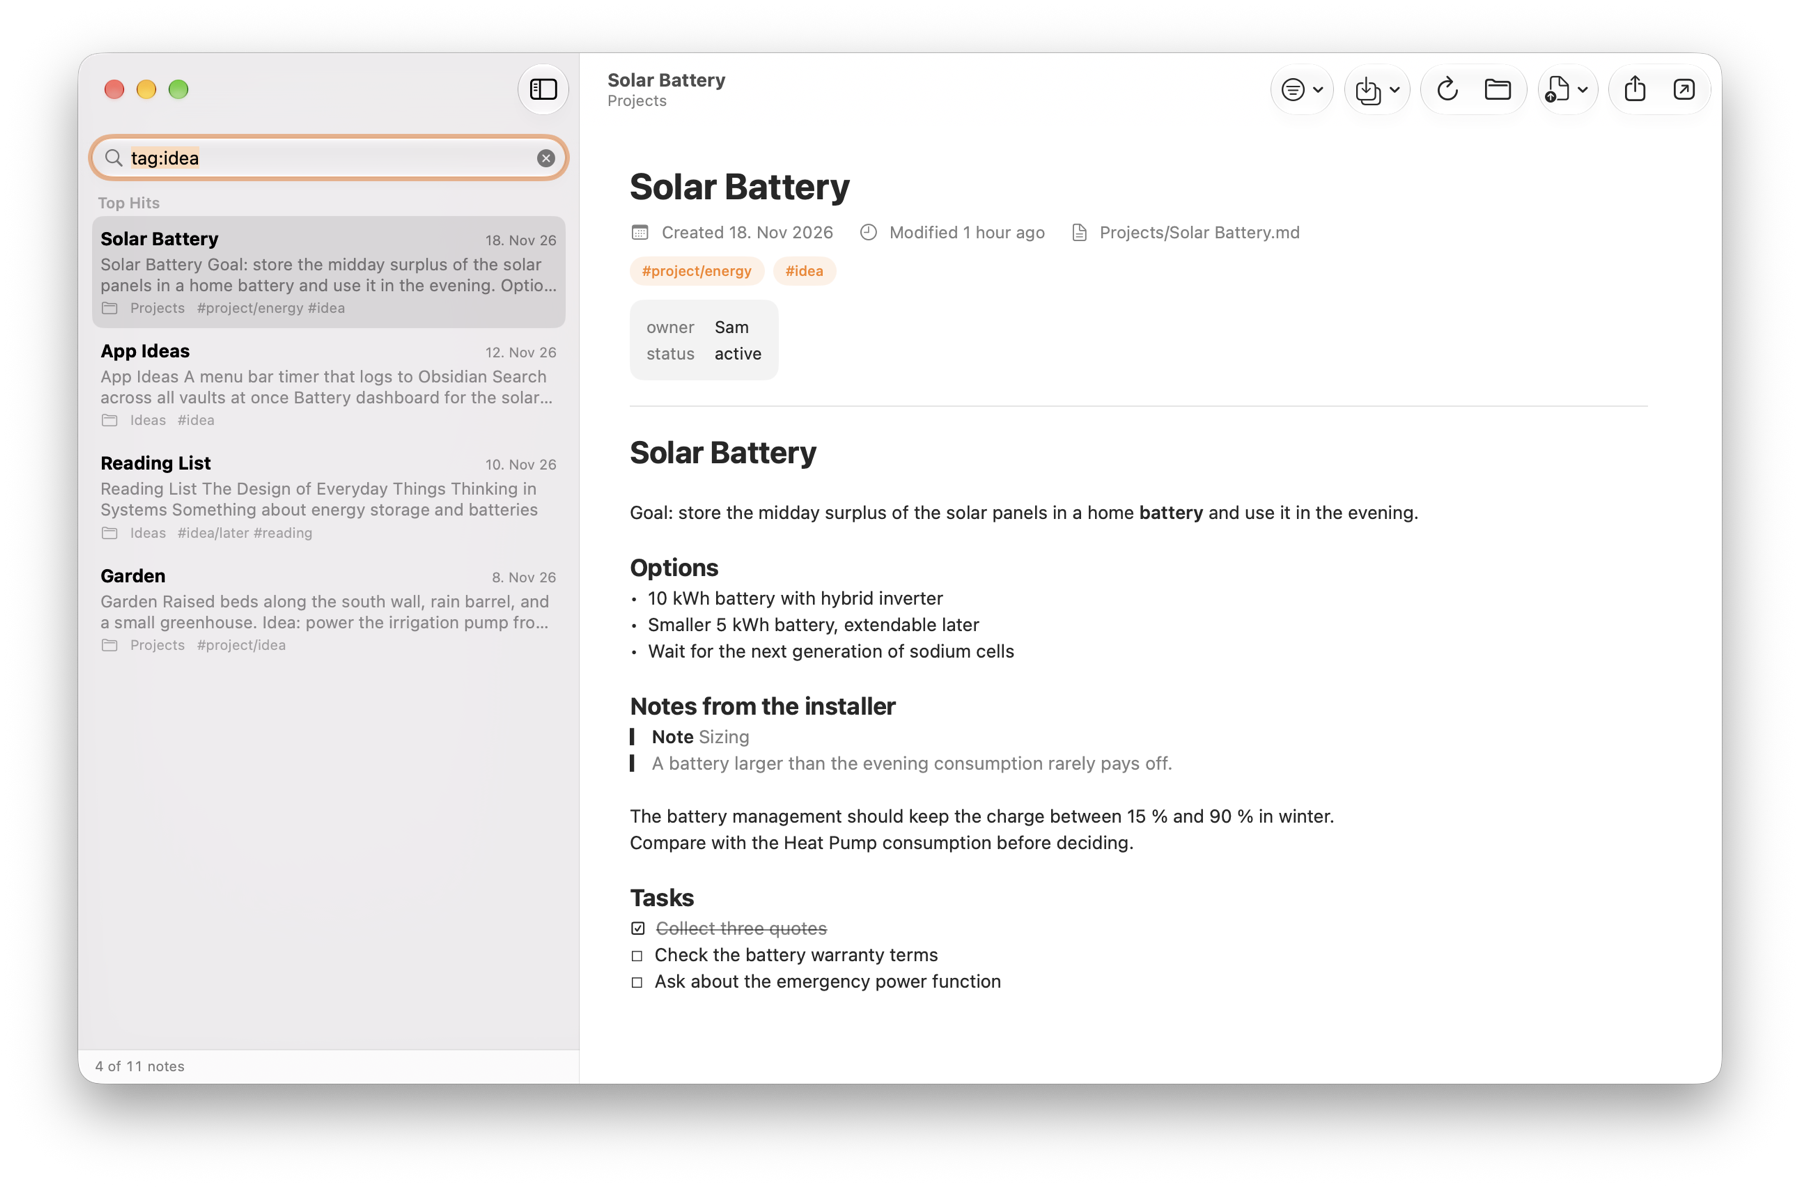 Solar Battery
Projects
tag:idea
Top Hits
Solar Battery 18. Nov 26
Solar Battery Goal: store the midday surplus of the solar
panels in a home battery and use it in the evening. Optio...
Projects #project/energy #idea
App Ideas 12. Nov 26
App Ideas A menu bar timer that logs to Obsidian Search
across all vaults at once Battery dashboard for the solar...
Ideas #idea
Reading List 10. Nov 26
Reading List The Design of Everyday Things Thinking in
Systems Something about energy storage and batteries
Ideas #idea/later #reading
Garden 8. Nov 26
Garden Raised beds along the south wall, rain barrel, and
a small greenhouse. Idea: power the irrigation pump fro...
Projects #project/idea
4 of 11 notes
Solar Battery
Created 18. Nov 2026 Modified 1 hour ago Projects/Solar Battery.md
#project/energy #idea
owner Sam
status active
Solar Battery
Goal: store the midday surplus of the solar panels in a home battery and use it in the evening.
Options
• 10 kWh battery with hybrid inverter
• Smaller 5 kWh battery, extendable later
• Wait for the next generation of sodium cells
Notes from the installer
Note Sizing
A battery larger than the evening consumption rarely pays off.
The battery management should keep the charge between 15 % and 90 % in winter.
Compare with the Heat Pump consumption before deciding.
Tasks
Collect three quotes
Check the battery warranty terms
Ask about the emergency power function